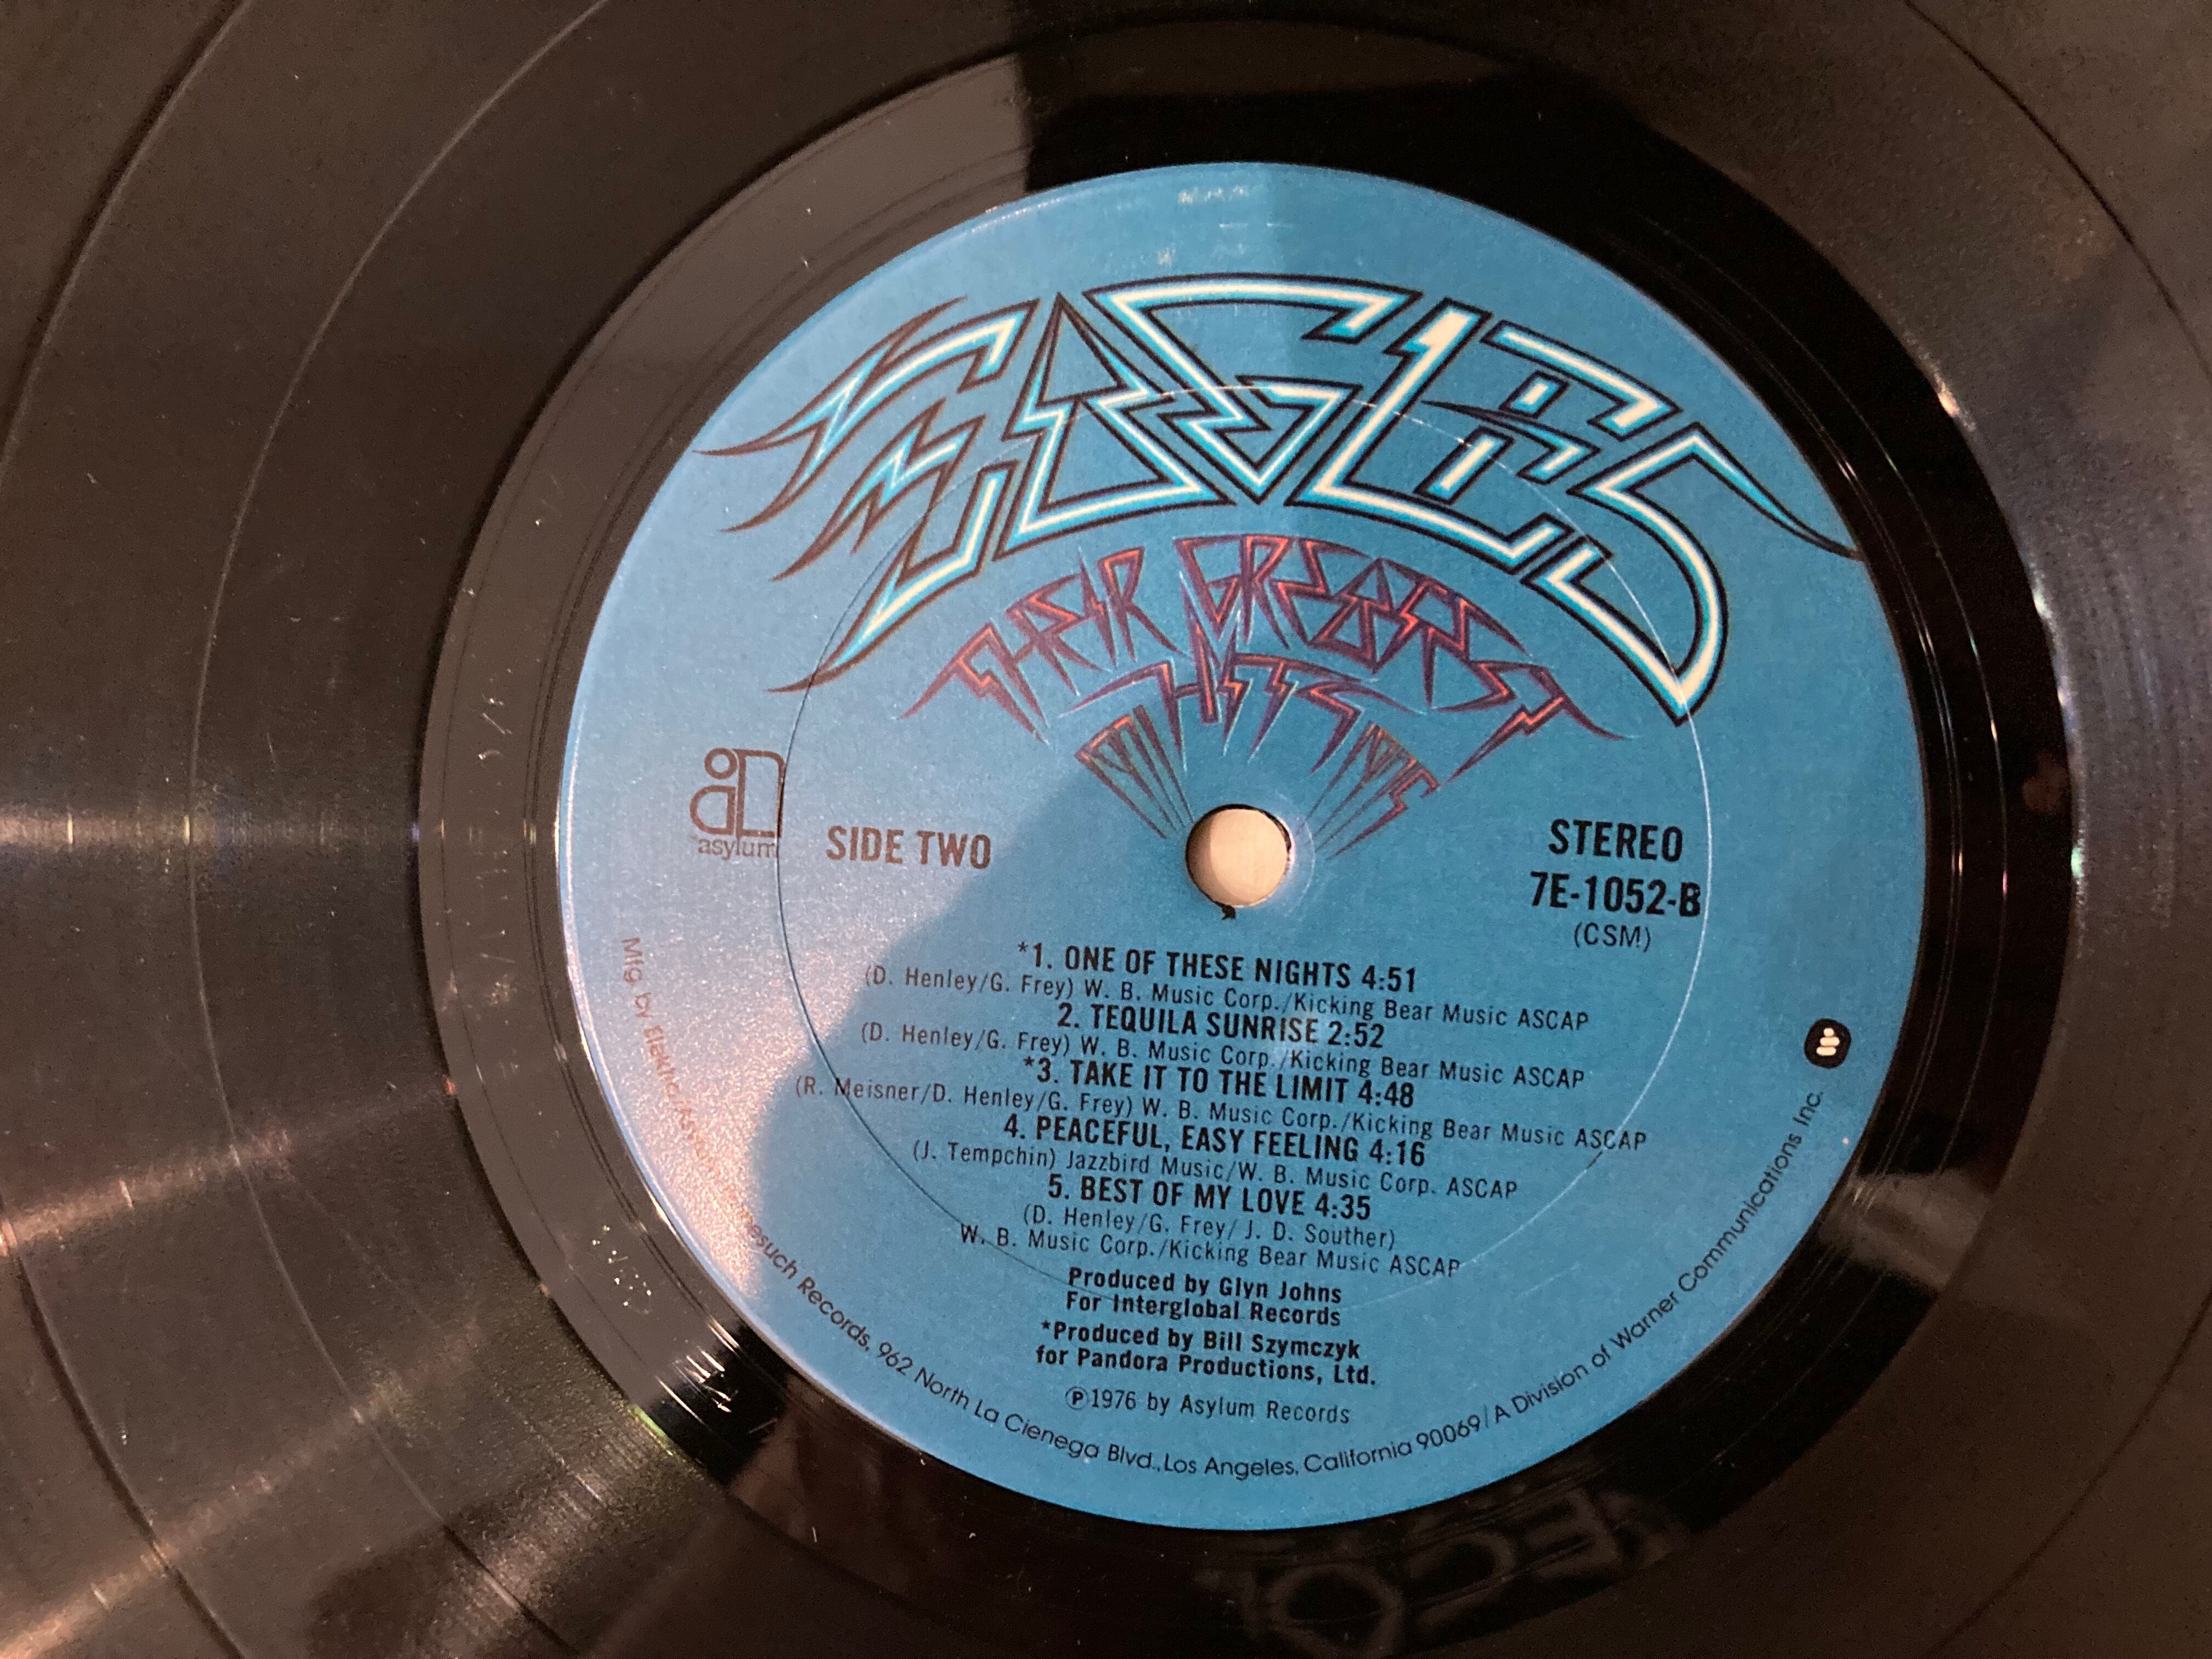 EAGLES
THEIR GREATEST
HITS
1971 1975
asylum
SIDE TWO
STEREO
7E-1052-B
(CSM)
*1. ONE OF THESE NIGHTS 4:51
(D. Henley/G. Frey) W. B. Music Corp./Kicking Bear Music ASCAP
2. TEQUILA SUNRISE 2:52
(D. Henley/G. Frey) W. B. Music Corp./Kicking Bear Music ASCAP
*3. TAKE IT TO THE LIMIT 4:48
(R. Meisner/D. Henley/G. Frey) W. B. Music Corp./Kicking Bear Music ASCAP
4. PEACEFUL, EASY FEELING 4:16
(J. Tempchin) Jazzbird Music/W. B. Music Corp. ASCAP
5. BEST OF MY LOVE 4:35
(D. Henley/G. Frey/ J. D. Souther)
W. B. Music Corp./Kicking Bear Music ASCAP
Produced by Glyn Johns
For Interglobal Records
*Produced by Bill Szymczyk
for Pandora Productions, Ltd.
Ⓟ1976 by Asylum Records
Mfg by Elektra/Asylum/Nonesuch Records, 962 North La Cienega Blvd., Los Angeles, California 90069/A Division of Warner Communications Inc.